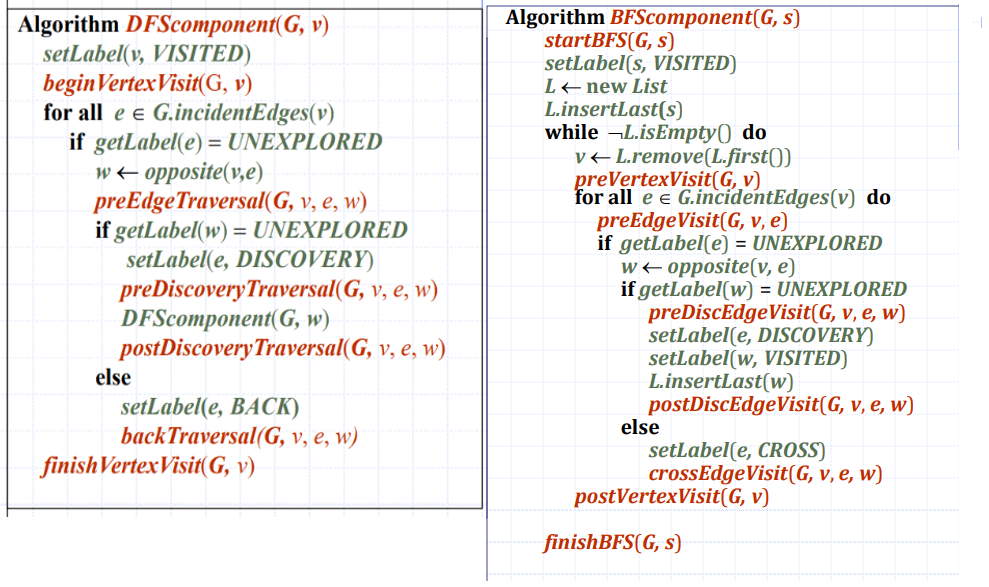 Algorithm DFScomponent(G, v)
setLabel(v, VISITED)
beginVertexVisit(G, v)
for all e ∈ G.incidentEdges(v)
if getLabel(e) = UNEXPLORED
w ← opposite(v,e)
preEdgeTraversal(G, v, e, w)
if getLabel(w) = UNEXPLORED
setLabel(e, DISCOVERY)
preDiscoveryTraversal(G, v, e, w)
DFScomponent(G, w)
postDiscoveryTraversal(G, v, e, w)
else
setLabel(e, BACK)
backTraversal(G, v, e, w)
finishVertexVisit(G, v)
Algorithm BFScomponent(G, s)
startBFS(G, s)
setLabel(s, VISITED)
L ← new List
L.insertLast(s)
while ¬L.isEmpty() do
v ← L.remove(L.first())
preVertexVisit(G, v)
for all e ∈ G.incidentEdges(v) do
preEdgeVisit(G, v, e)
if getLabel(e) = UNEXPLORED
w ← opposite(v, e)
if getLabel(w) = UNEXPLORED
preDiscEdgeVisit(G, v, e, w)
setLabel(e, DISCOVERY)
setLabel(w, VISITED)
L.insertLast(w)
postDiscEdgeVisit(G, v, e, w)
else
setLabel(e, CROSS)
crossEdgeVisit(G, v, e, w)
postVertexVisit(G, v)
finishBFS(G, s)